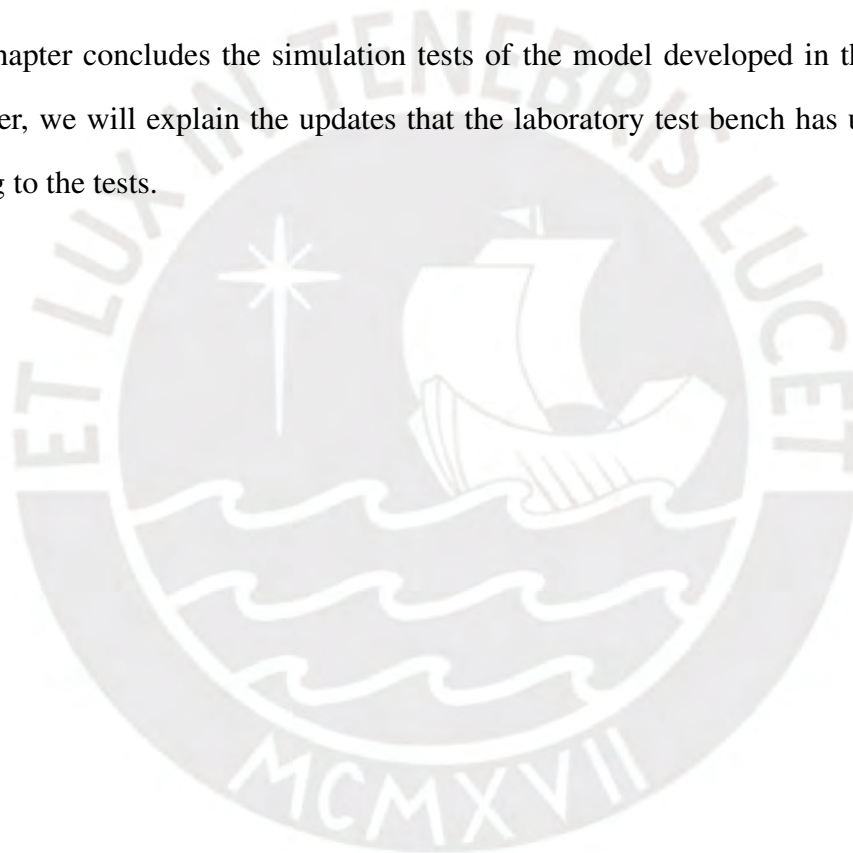 hapter concludes the simulation tests of the model developed in th
er, we will explain the updates that the laboratory test bench has u
g to the tests.
ET LUX IN TENEBRIS LUCET
MCMXVII